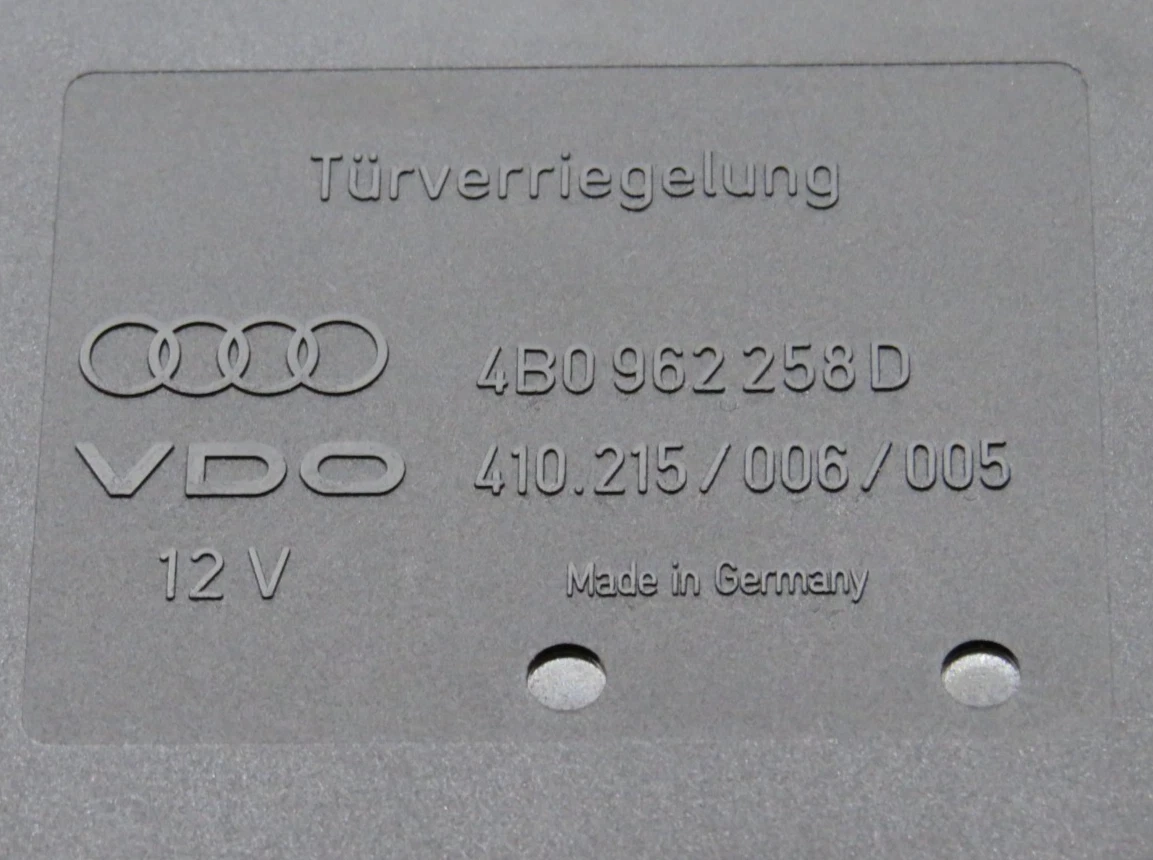 Türverriegelung
4B0 962 258 D
VDO 410.215/006/005
12 V Made in Germany